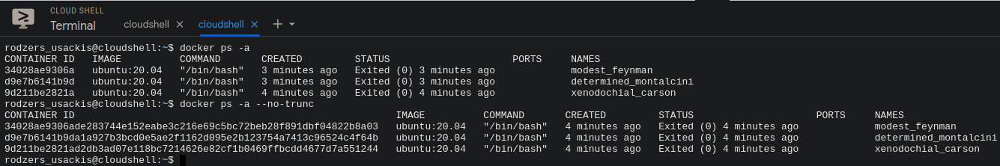 CLOUD SHELL
Terminal
cloudshell × cloudshell × +
rodzers_usackis@cloudshell:~$ docker ps -a
CONTAINER ID   IMAGE          COMMAND       CREATED         STATUS                     PORTS     NAMES
34028ae9306a   ubuntu:20.04   "/bin/bash"   3 minutes ago   Exited (0) 3 minutes ago             modest_feynman
d9e7b6141b9d   ubuntu:20.04   "/bin/bash"   3 minutes ago   Exited (0) 3 minutes ago             determined_montalcini
9d211be2821a   ubuntu:20.04   "/bin/bash"   4 minutes ago   Exited (0) 4 minutes ago             xenodochial_carson
rodzers_usackis@cloudshell:~$ docker ps -a --no-trunc
CONTAINER ID                                                       IMAGE          COMMAND       CREATED         STATUS                     PORTS     NAMES
34028ae9306ade283744e152eabe3c216e69c5bc72beb28f891dbf04822b8a03   ubuntu:20.04   "/bin/bash"   4 minutes ago   Exited (0) 4 minutes ago             modest_feynman
d9e7b6141b9da1a927b3bcd0e5ae2f1162d095e2b123754a7413c96524c4f64b   ubuntu:20.04   "/bin/bash"   4 minutes ago   Exited (0) 4 minutes ago             determined_montalcini
9d211be2821ad2db3ad07e118bc7214626e82cf1b0469ffbcdd4677d7a551244   ubuntu:20.04   "/bin/bash"   4 minutes ago   Exited (0) 4 minutes ago             xenodochial_carson
rodzers_usackis@cloudshell:~$